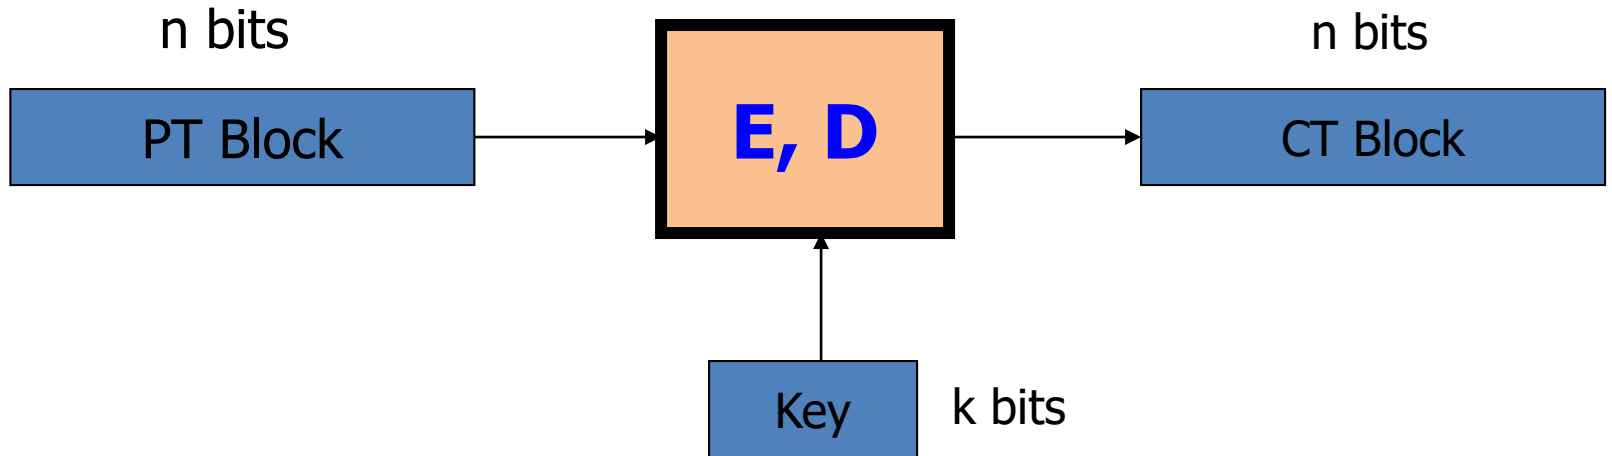 n bits
n bits
PT Block
E, D
CT Block
Key
k bits